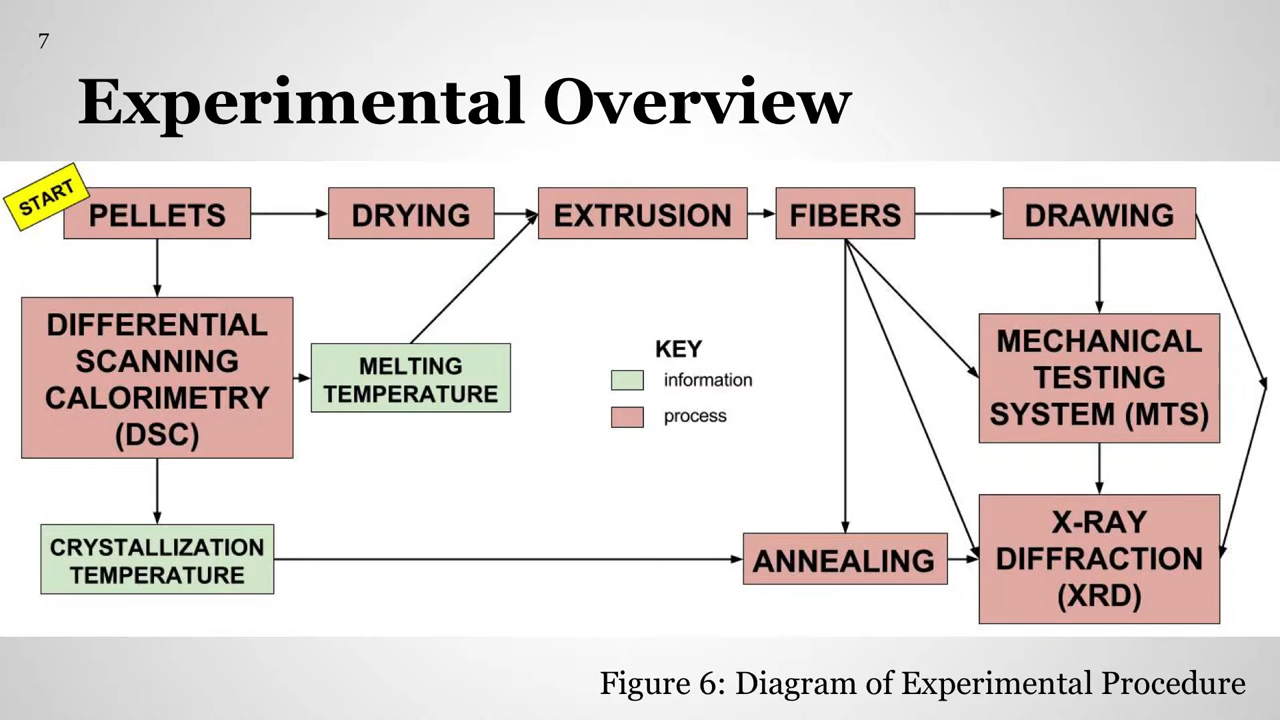 7
Experimental Overview
START
PELLETS
DRYING
EXTRUSION
FIBERS
DRAWING
DIFFERENTIAL
SCANNING
CALORIMETRY
(DSC)
MELTING
TEMPERATURE
KEY
information
process
MECHANICAL
TESTING
SYSTEM (MTS)
CRYSTALLIZATION
TEMPERATURE
ANNEALING
X-RAY
DIFFRACTION
(XRD)
Figure 6: Diagram of Experimental Procedure